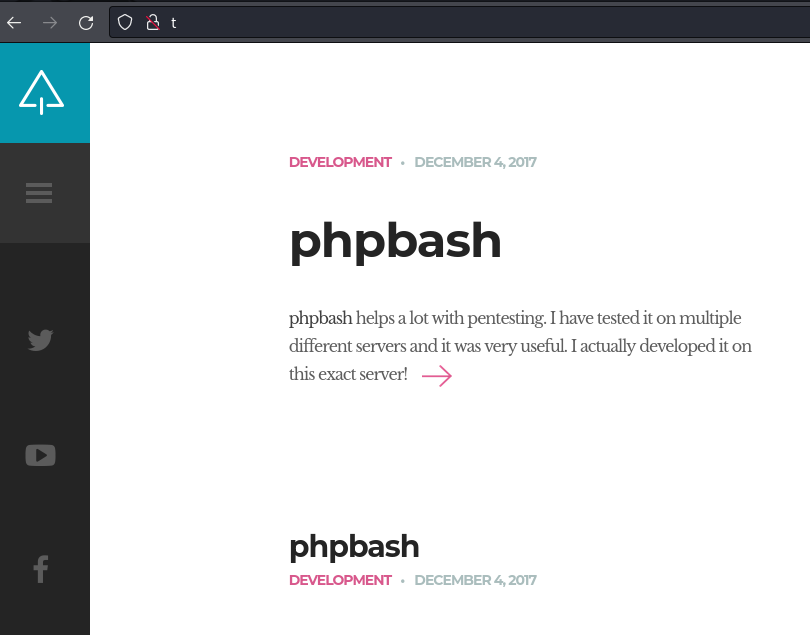 t
DEVELOPMENT • DECEMBER 4, 2017
phpbash
phpbash helps a lot with pentesting. I have tested it on multiple
different servers and it was very useful. I actually developed it on
this exact server!
phpbash
DEVELOPMENT • DECEMBER 4, 2017